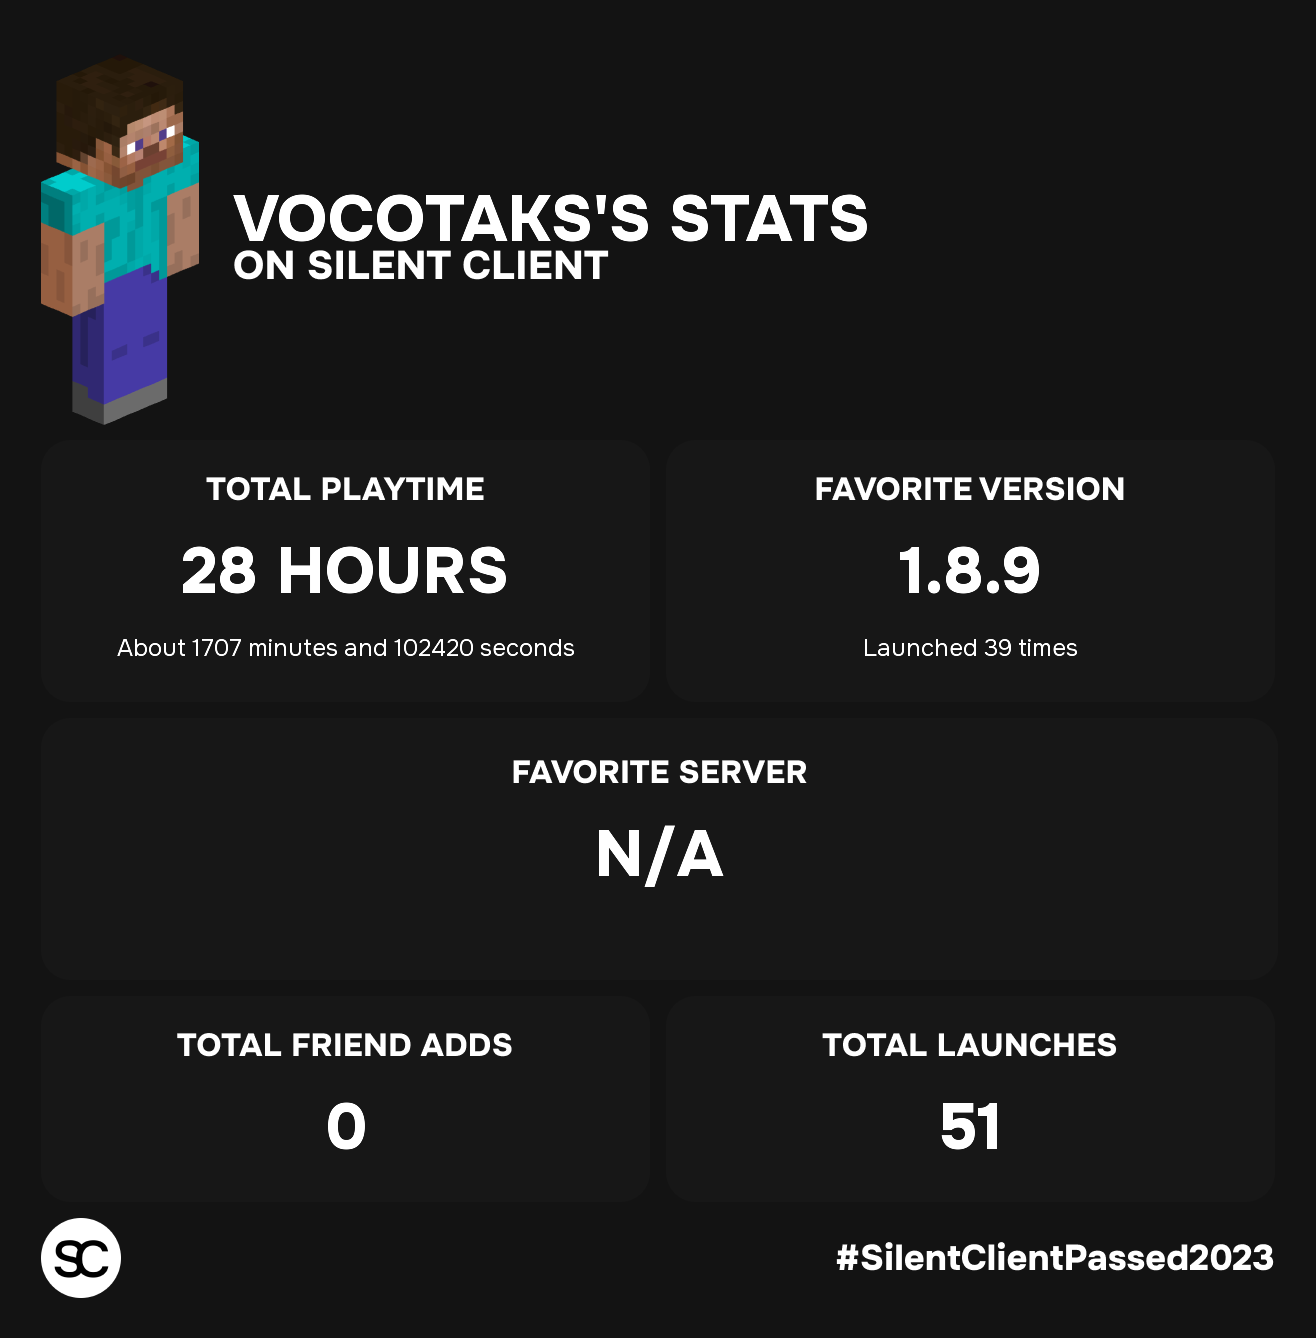 VOCOTAKS'S STATS
ON SILENT CLIENT
TOTAL PLAYTIME
28 HOURS
About 1707 minutes and 102420 seconds
FAVORITE VERSION
1.8.9
Launched 39 times
FAVORITE SERVER
N/A
TOTAL FRIEND ADDS
0
TOTAL LAUNCHES
51
SC
#SilentClientPassed2023